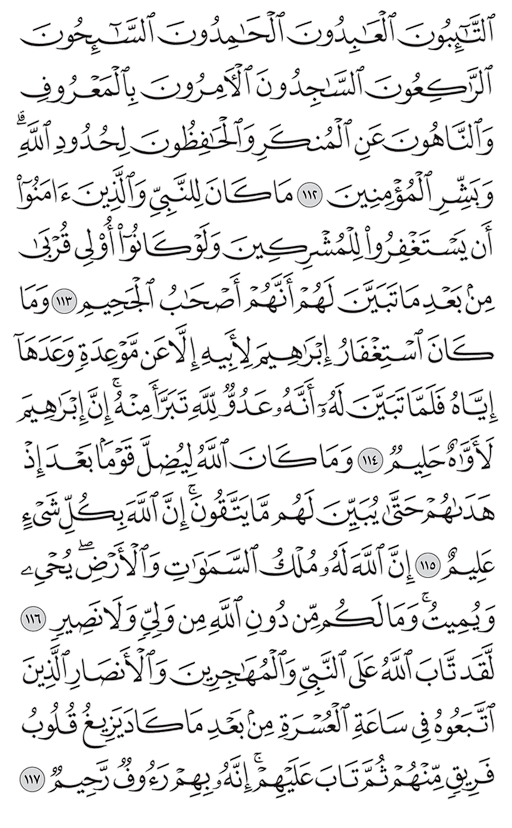 ٱلتَّٰٓئِبُونَ ٱلْعَٰبِدُونَ ٱلْحَٰمِدُونَ ٱلسَّٰٓئِحُونَ
ٱلرَّٰكِعُونَ ٱلسَّٰجِدُونَ ٱلْءَامِرُونَ بِٱلْمَعْرُوفِ
وَٱلنَّاهُونَ عَنِ ٱلْمُنكَرِ وَٱلْحَٰفِظُونَ لِحُدُودِ ٱللَّهِۗ
وَبَشِّرِ ٱلْمُؤْمِنِينَ ١١٢ مَا كَانَ لِلنَّبِىِّ وَٱلَّذِينَ ءَامَنُوٓا۟
أَن يَسْتَغْفِرُوا۟ لِلْمُشْرِكِينَ وَلَوْ كَانُوٓا۟ أُو۟لِى قُرْبَىٰ
مِنۢ بَعْدِ مَا تَبَيَّنَ لَهُمْ أَنَّهُمْ أَصْحَٰبُ ٱلْجَحِيمِ ١١٣ وَمَا
كَانَ ٱسْتِغْفَارُ إِبْرَٰهِيمَ لِأَبِيهِ إِلَّا عَن مَّوْعِدَةٍ وَعَدَهَآ
إِيَّاهُ فَلَمَّا تَبَيَّنَ لَهُۥٓ أَنَّهُۥ عَدُوٌّ لِّلَّهِ تَبَرَّأَ مِنْهُۚ إِنَّ إِبْرَٰهِيمَ
لَأَوَّٰهٌ حَلِيمٌ ١١٤ وَمَا كَانَ ٱللَّهُ لِيُضِلَّ قَوْمًۢا بَعْدَ إِذْ
هَدَىٰهُمْ حَتَّىٰ يُبَيِّنَ لَهُم مَّا يَتَّقُونَۚ إِنَّ ٱللَّهَ بِكُلِّ شَىْءٍ
عَلِيمٌ ١١٥ إِنَّ ٱللَّهَ لَهُۥ مُلْكُ ٱلسَّمَٰوَٰتِ وَٱلْأَرْضِۖ يُحْىِۦ
وَيُمِيتُۚ وَمَا لَكُم مِّن دُونِ ٱللَّهِ مِن وَلِىٍّ وَلَا نَصِيرٍ ١١٦
لَّقَد تَّابَ ٱللَّهُ عَلَى ٱلنَّبِىِّ وَٱلْمُهَٰجِرِينَ وَٱلْأَنصَارِ ٱلَّذِينَ
ٱتَّبَعُوهُ فِى سَاعَةِ ٱلْعُسْرَةِ مِنۢ بَعْدِ مَا كَادَ يَزِيغُ قُلُوبُ
فَرِيقٍ مِّنْهُمْ ثُمَّ تَابَ عَلَيْهِمْۚ إِنَّهُۥ بِهِمْ رَءُوفٌ رَّحِيمٌ ١١٧